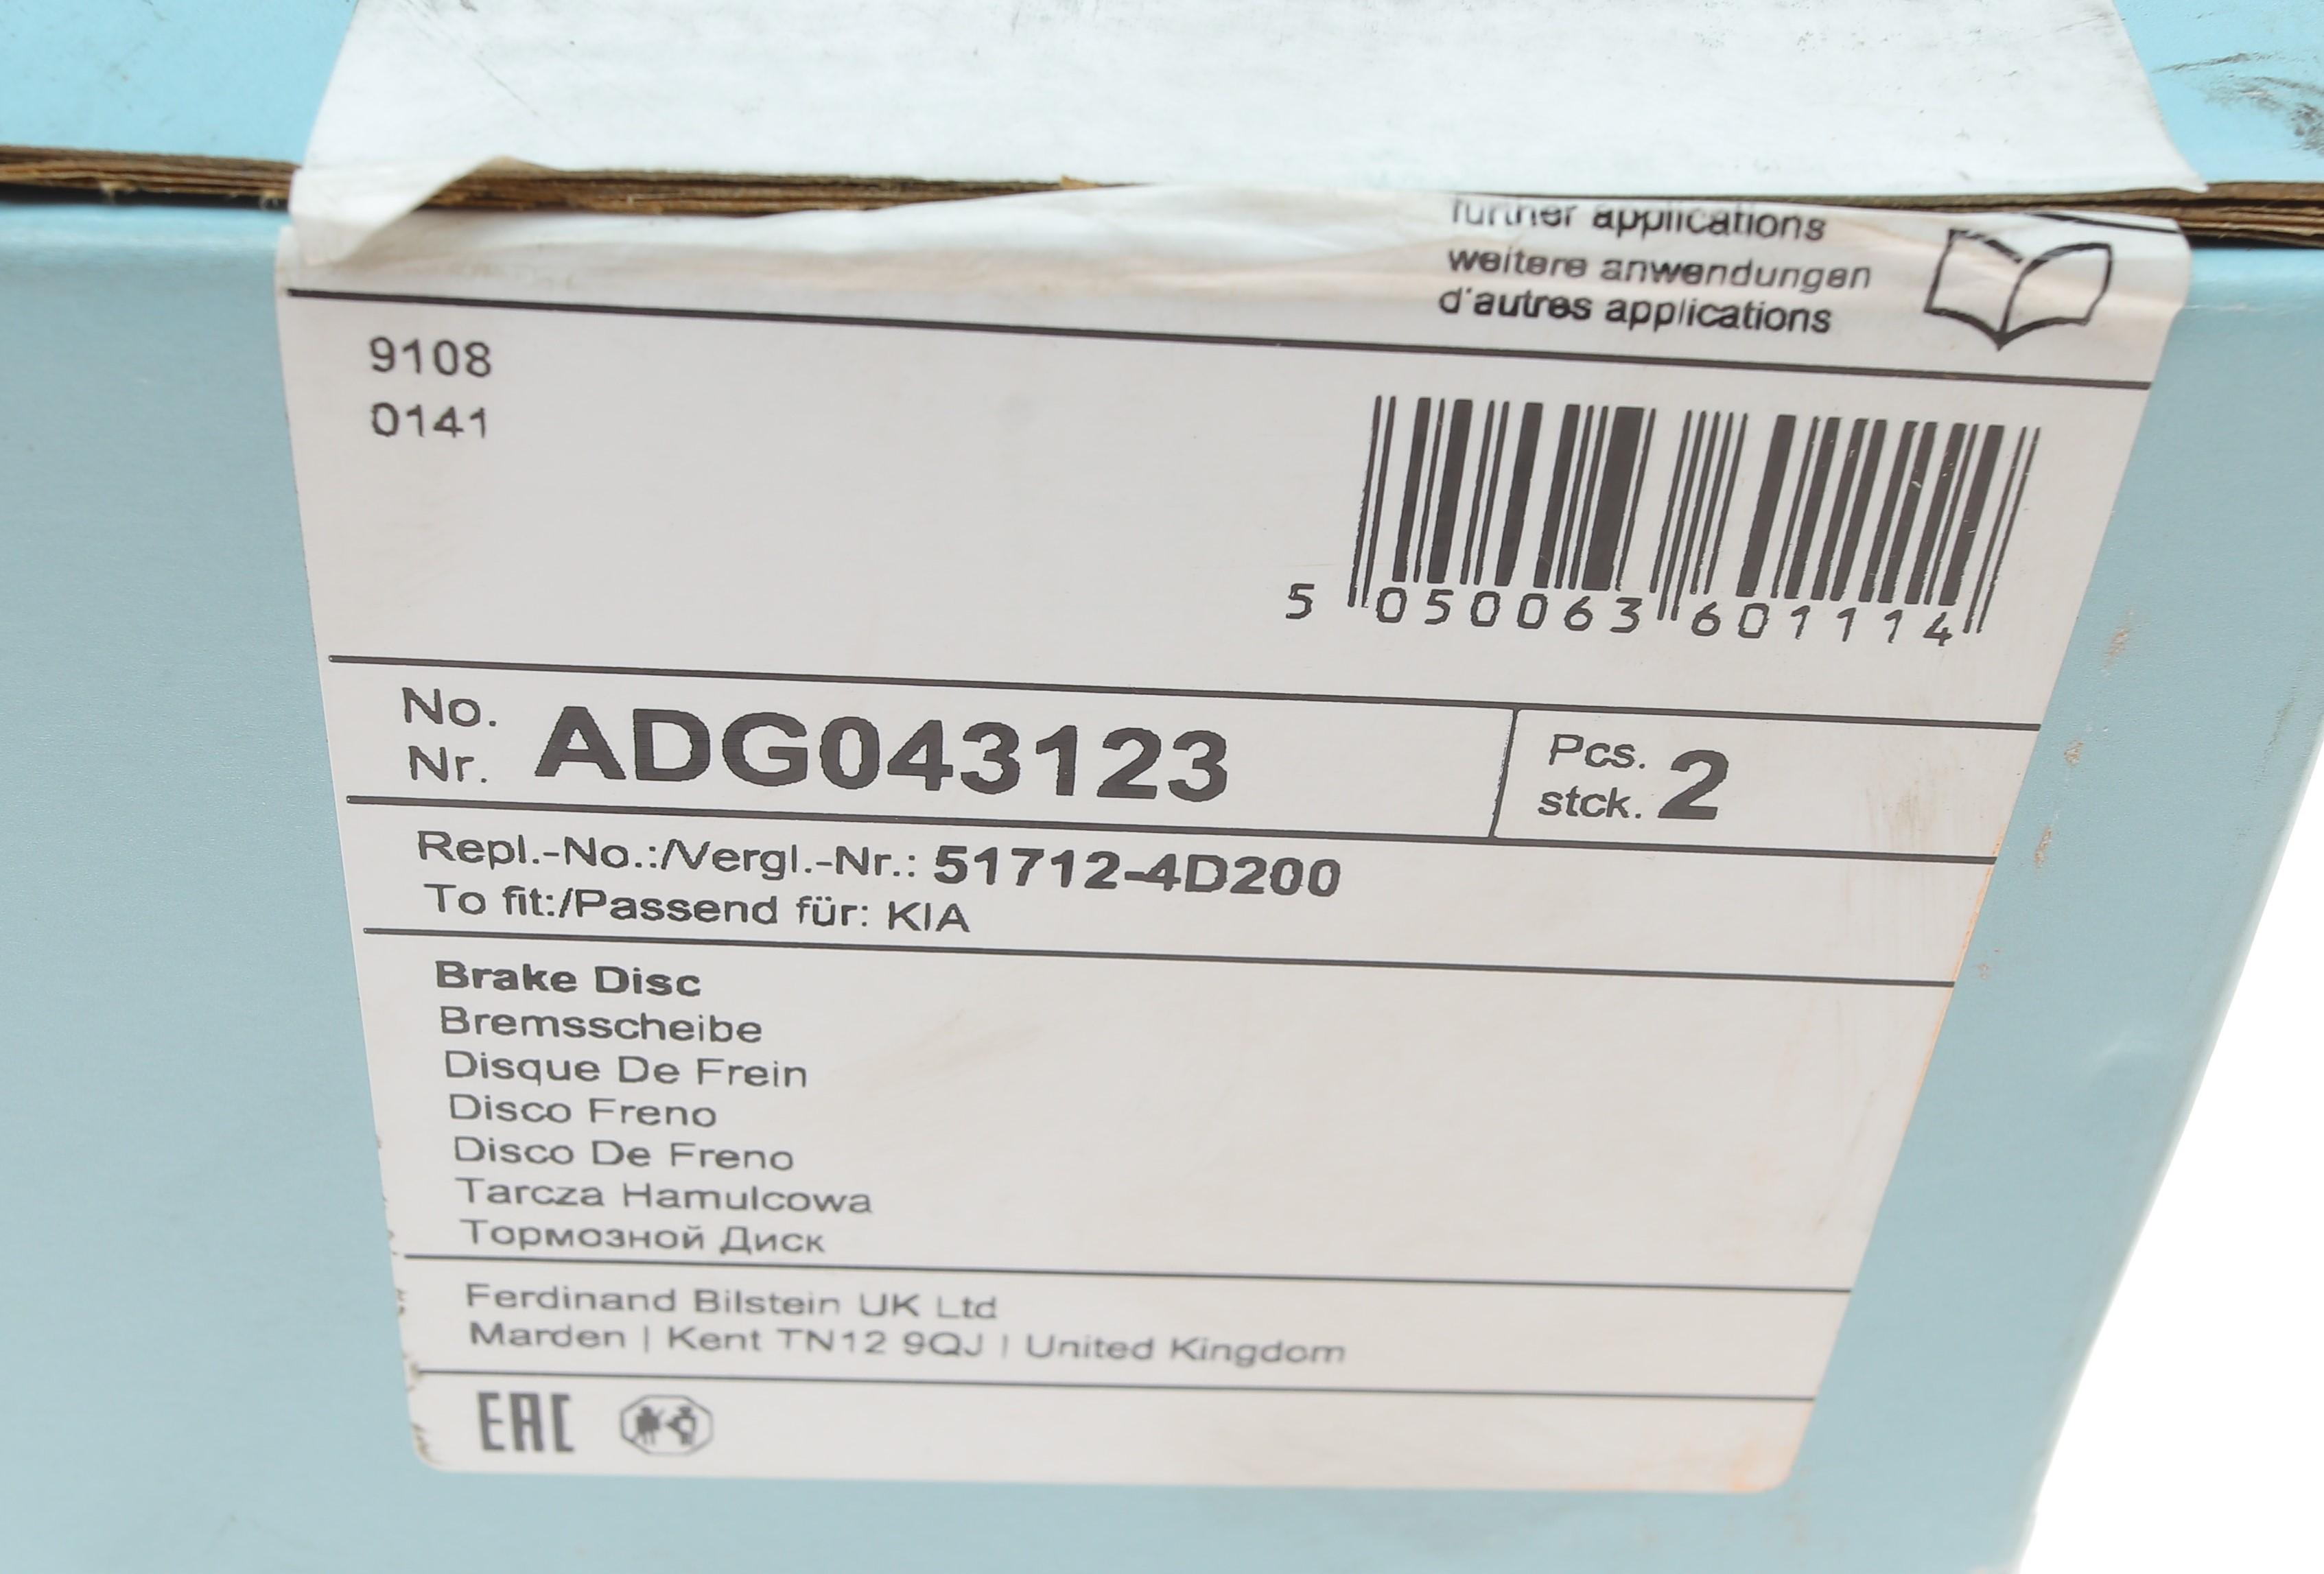 further applications
weitere anwendungen
d'autres applications
9108
0141
5 050063 601114
No.
Nr. ADG043123
Pcs.
stck. 2
Repl.-No.:/Vergl.-Nr.: 51712-4D200
To fit:/Passend für: KIA
Brake Disc
Bremsscheibe
Disque De Frein
Disco Freno
Disco De Freno
Tarcza Hamulcowa
Тормозной Диск
Ferdinand Bilstein UK Ltd
Marden | Kent TN12 9QJ | United Kingdom
EAC